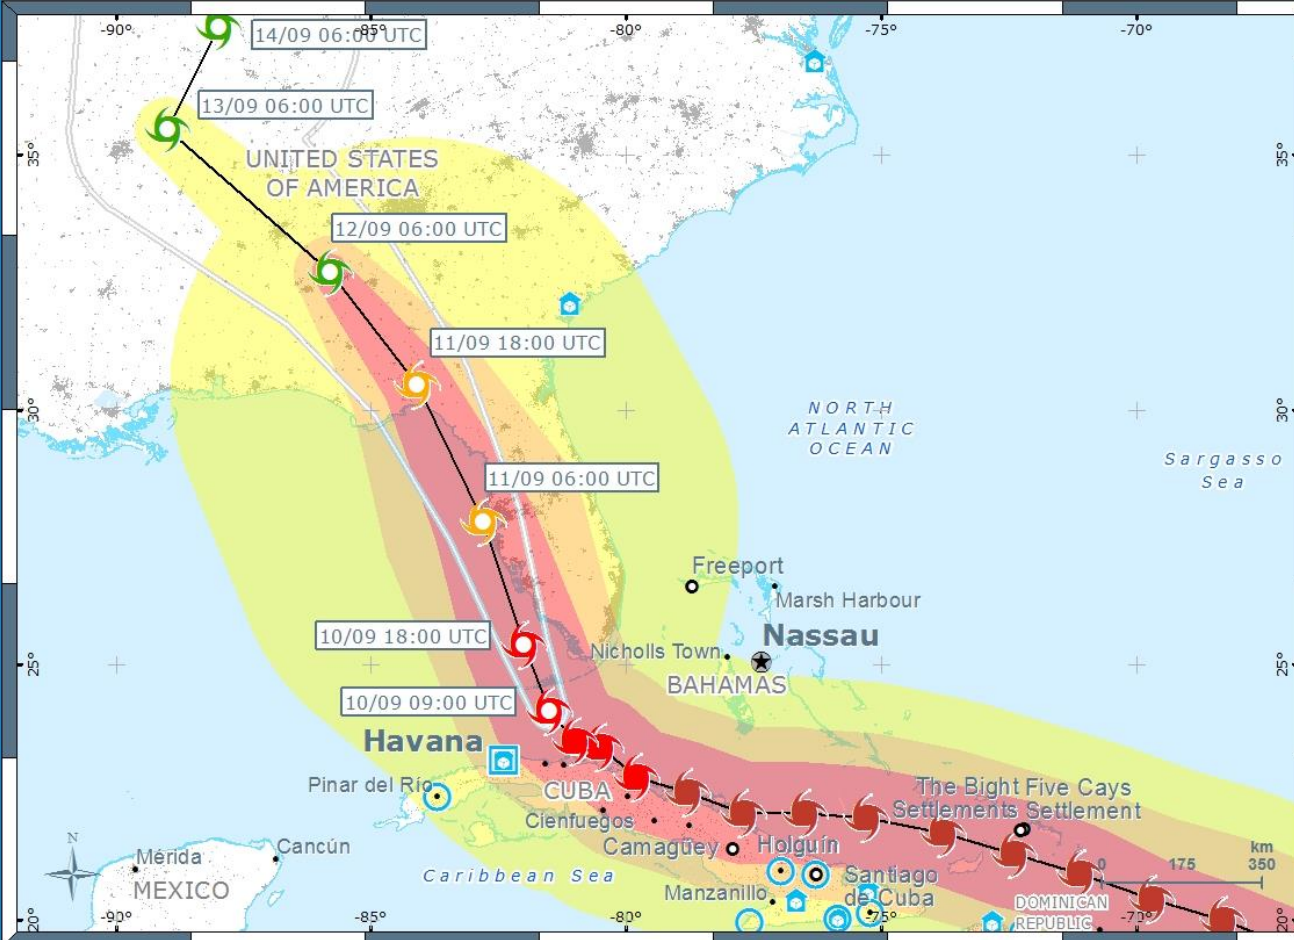 -90°
-85°
-80°
-75°
-70°
14/09 06:00 UTC
13/09 06:00 UTC
35°
35°
UNITED STATES
OF AMERICA
12/09 06:00 UTC
11/09 18:00 UTC
30°
30°
NORTH
ATLANTIC
OCEAN
Sargasso
Sea
11/09 06:00 UTC
Freeport
Marsh Harbour
10/09 18:00 UTC
Nassau
Nicholls Town
25°
25°
BAHAMAS
10/09 09:00 UTC
Havana
Pinar del Río
CUBA
The Bight Five Cays
Settlements Settlement
Cienfuegos
Camagüey
Holguín
N
Mérida
Cancún
MEXICO
Caribbean Sea
Santiago
de Cuba
Manzanillo
km
0 175 350
DOMINICAN
REPUBLIC
20°
20°
-90°
-85°
-80°
-75°
-70°